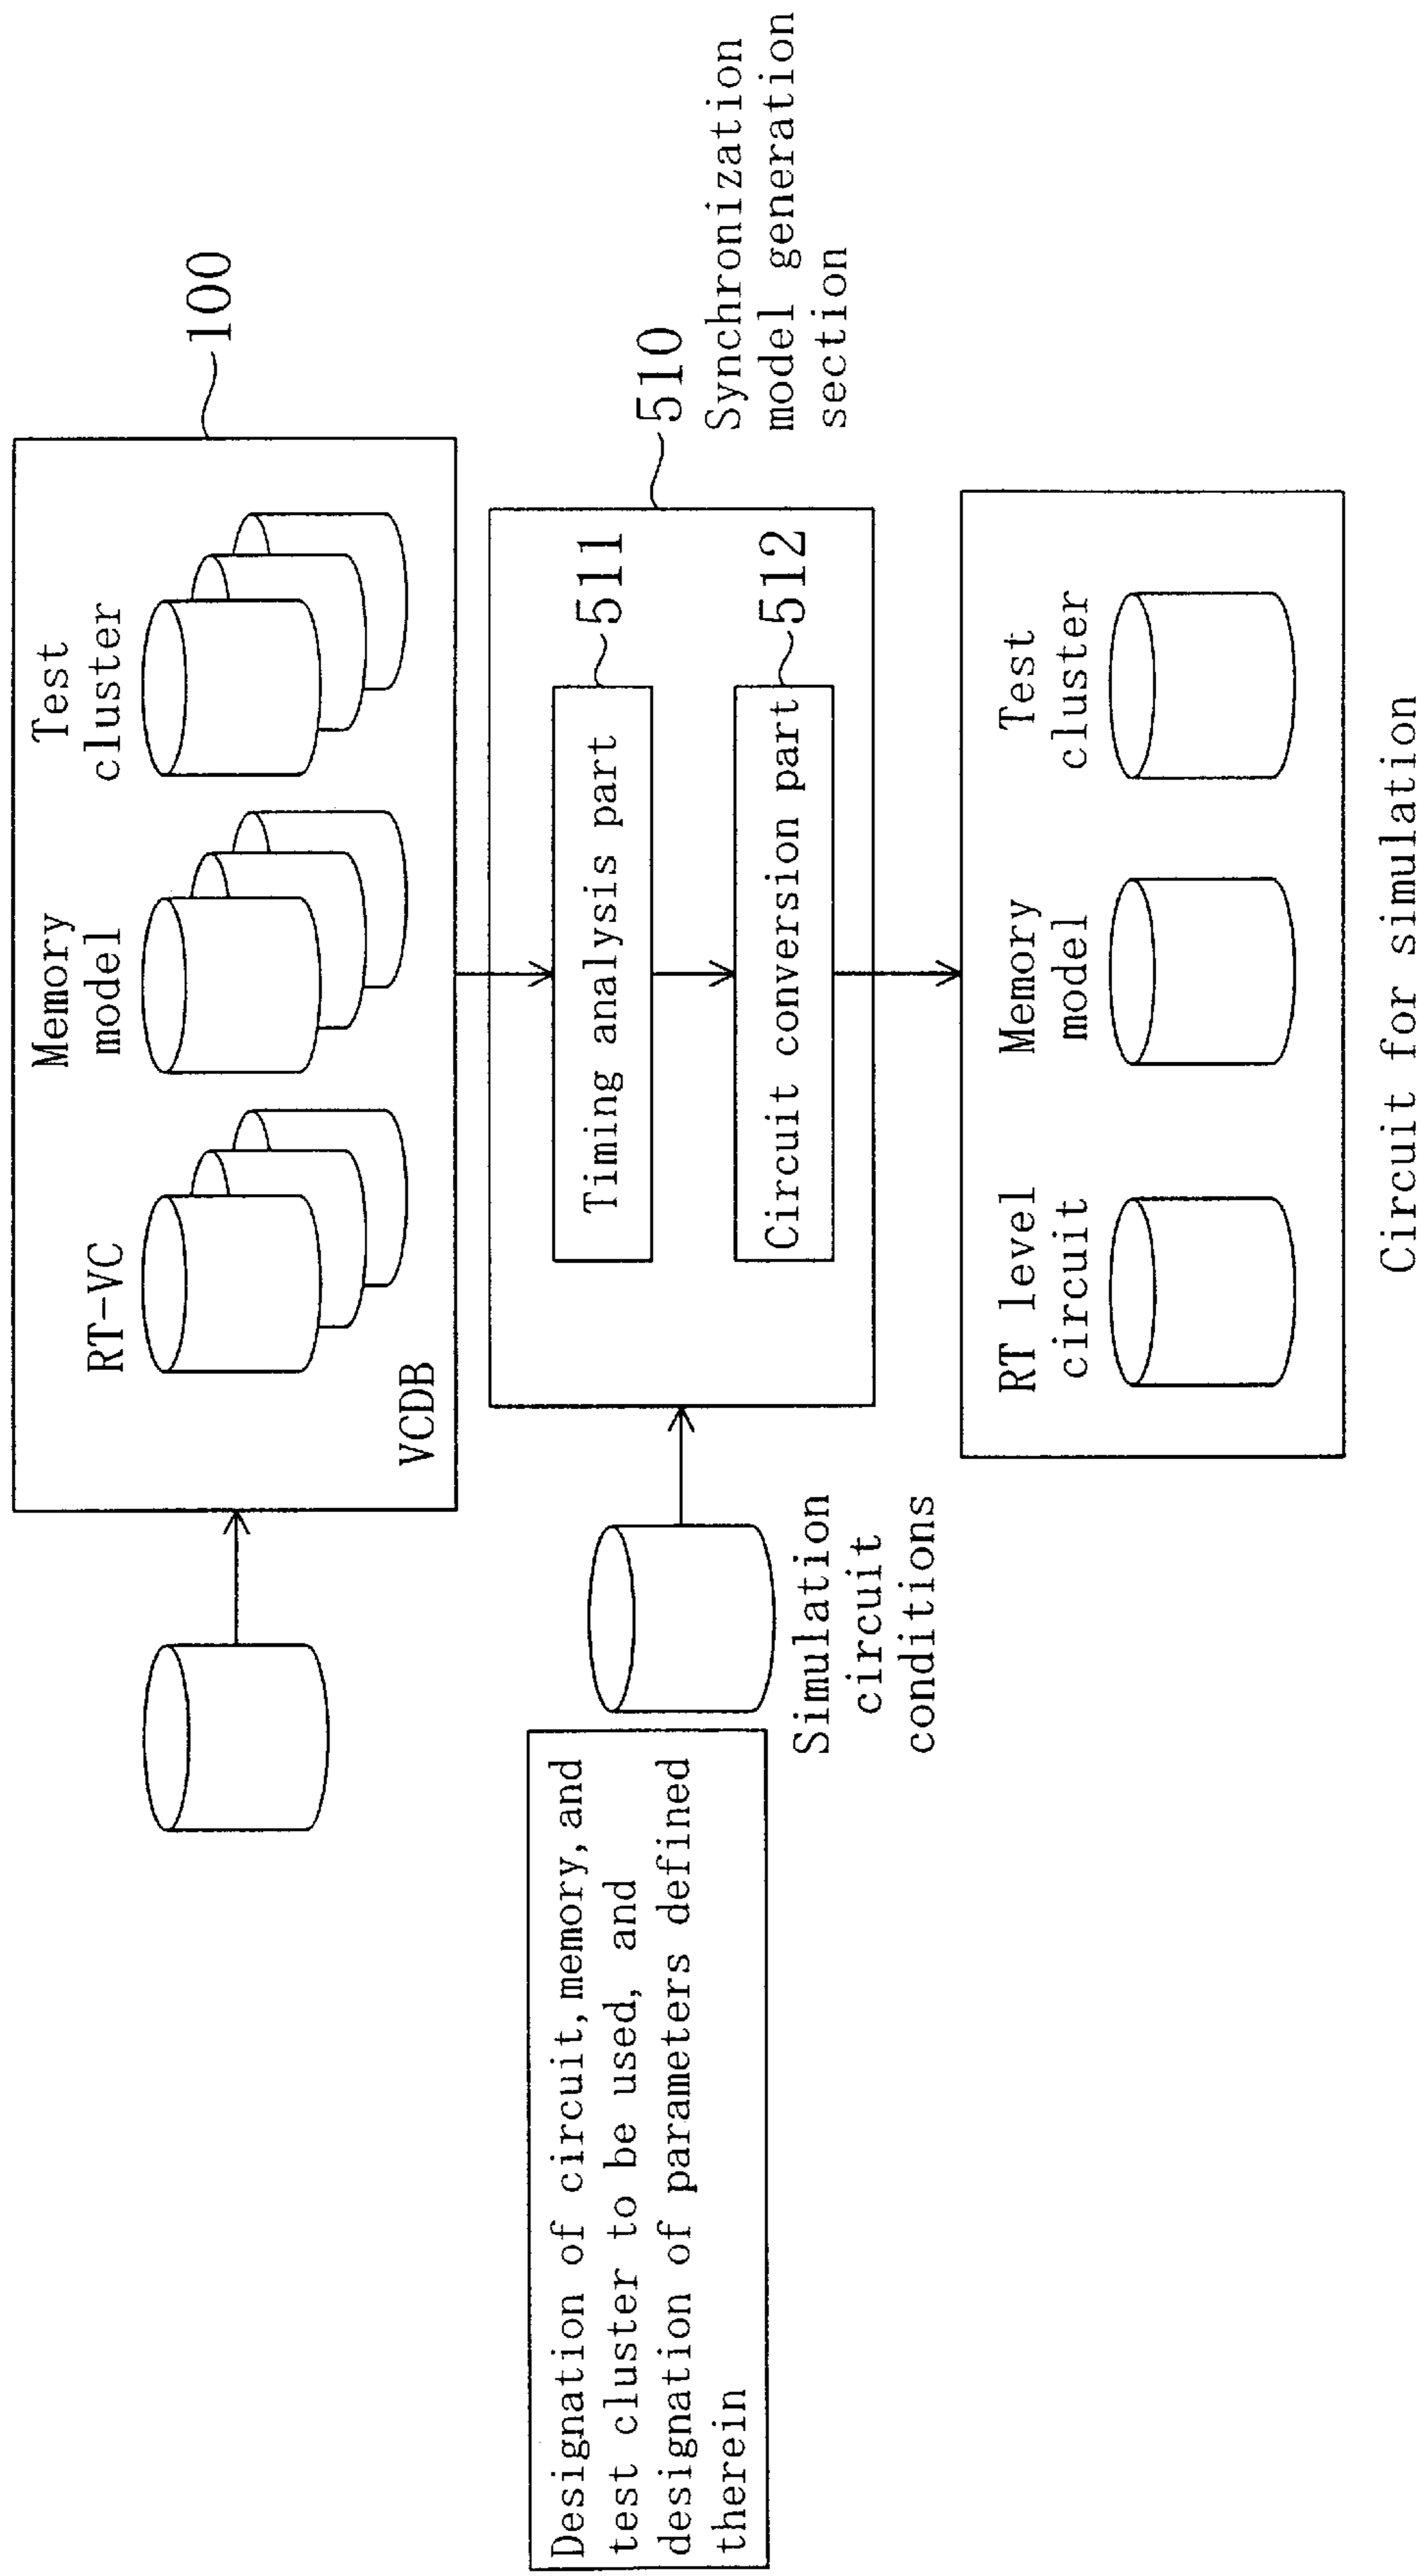 100
RT-VC
Memory
model
Test
cluster
VCDB
510
Synchronization
model generation
section
Timing analysis part
511
Circuit conversion part
512
Designation of circuit, memory, and
test cluster to be used, and
designation of parameters defined
therein
Simulation
circuit
conditions
RT level
circuit
Memory
model
Test
cluster
Circuit for simulation